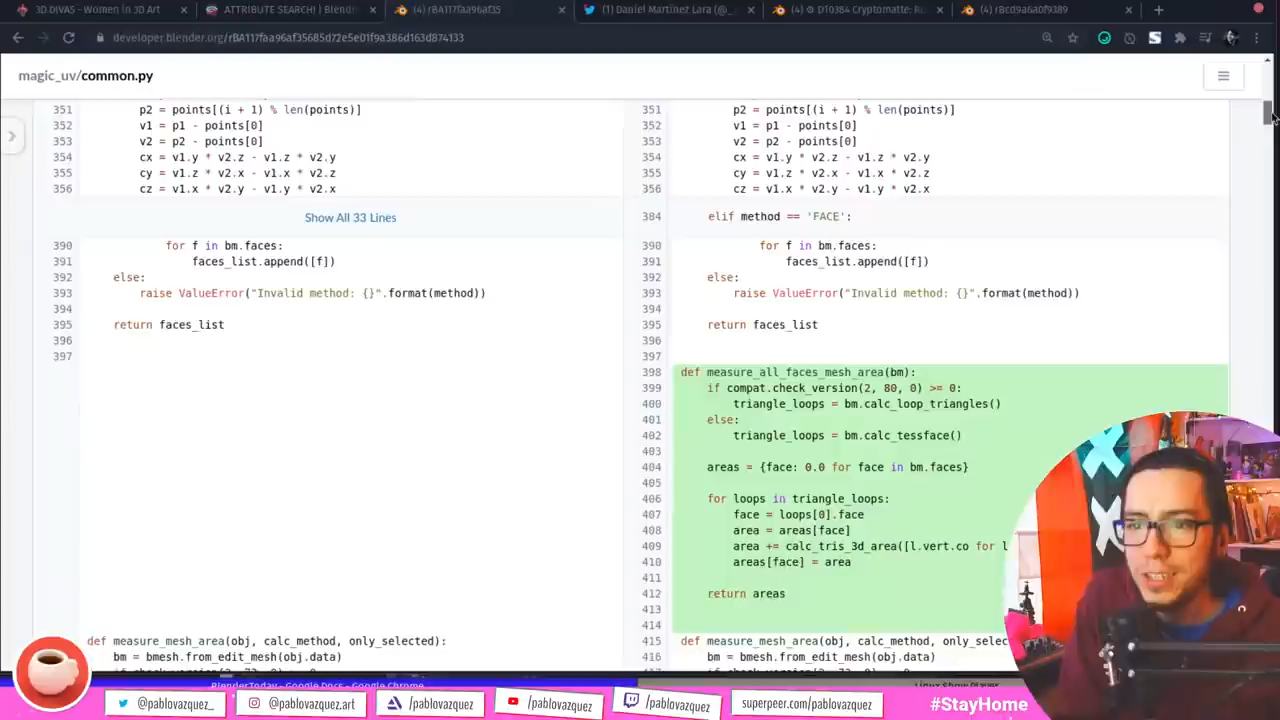 3D.DIVAS - Women in 3D Art
ATTRIBUTE SEARCH! | Blend
(4) rBA117faa96af35
(1) Daniel Martínez Lara (@_
(4) D10384 Cryptomatte: Ru
(4) rBcd9a6a0f9389
developer.blender.org/rBA117faa96af35685d72e5e01f9a386d163d874133
magic_uv/common.py
351 p2 = points[(i + 1) % len(points)]
352 v1 = p1 - points[0]
353 v2 = p2 - points[0]
354 cx = v1.y * v2.z - v1.z * v2.y
355 cy = v1.z * v2.x - v1.x * v2.z
356 cz = v1.x * v2.y - v1.y * v2.x
Show All 33 Lines
390 for f in bm.faces:
391 faces_list.append([f])
392 else:
393 raise ValueError("Invalid method: {}".format(method))
394
395 return faces_list
396
397
def measure_mesh_area(obj, calc_method, only_selected):
bm = bmesh.from_edit_mesh(obj.data)
351 p2 = points[(i + 1) % len(points)]
352 v1 = p1 - points[0]
353 v2 = p2 - points[0]
354 cx = v1.y * v2.z - v1.z * v2.y
355 cy = v1.z * v2.x - v1.x * v2.z
356 cz = v1.x * v2.y - v1.y * v2.x
384 elif method == 'FACE':
390 for f in bm.faces:
391 faces_list.append([f])
392 else:
393 raise ValueError("Invalid method: {}".format(method))
394
395 return faces_list
396
397
398 def measure_all_faces_mesh_area(bm):
399 if compat.check_version(2, 80, 0) >= 0:
400 triangle_loops = bm.calc_loop_triangles()
401 else:
402 triangle_loops = bm.calc_tessface()
403
404 areas = {face: 0.0 for face in bm.faces}
405
406 for loops in triangle_loops:
407 face = loops[0].face
408 area = areas[face]
409 area += calc_tris_3d_area([l.vert.co for l
410 areas[face] = area
411
412 return areas
413
414
415 def measure_mesh_area(obj, calc_method, only_selec
416 bm = bmesh.from_edit_mesh(obj.data)
BlenderToday - Google Docs - Google Chrome
@pablovazquez_
@pablovazquez.art
/pablovazquez
/pablovazquez
/pablovazquez
superpeer.com/pablovazquez
#StayHome